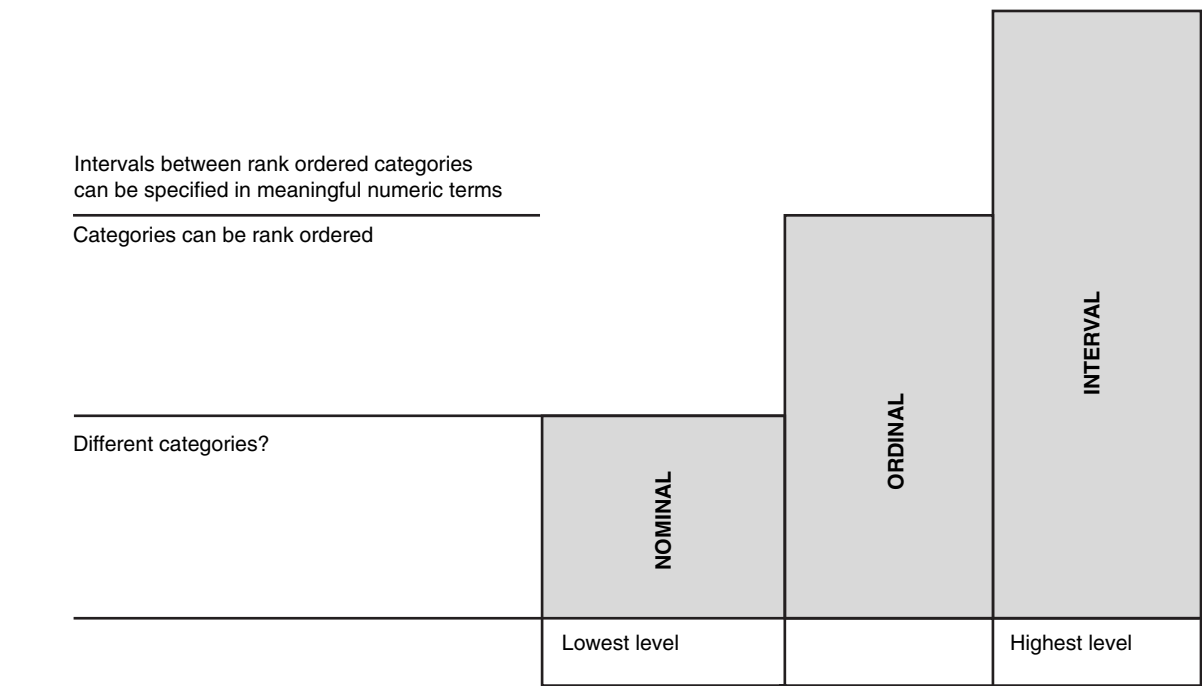 Intervals between rank ordered categories
can be specified in meaningful numeric terms
Categories can be rank ordered
Different categories?
NOMINAL
ORDINAL
INTERVAL
Lowest level
Highest level